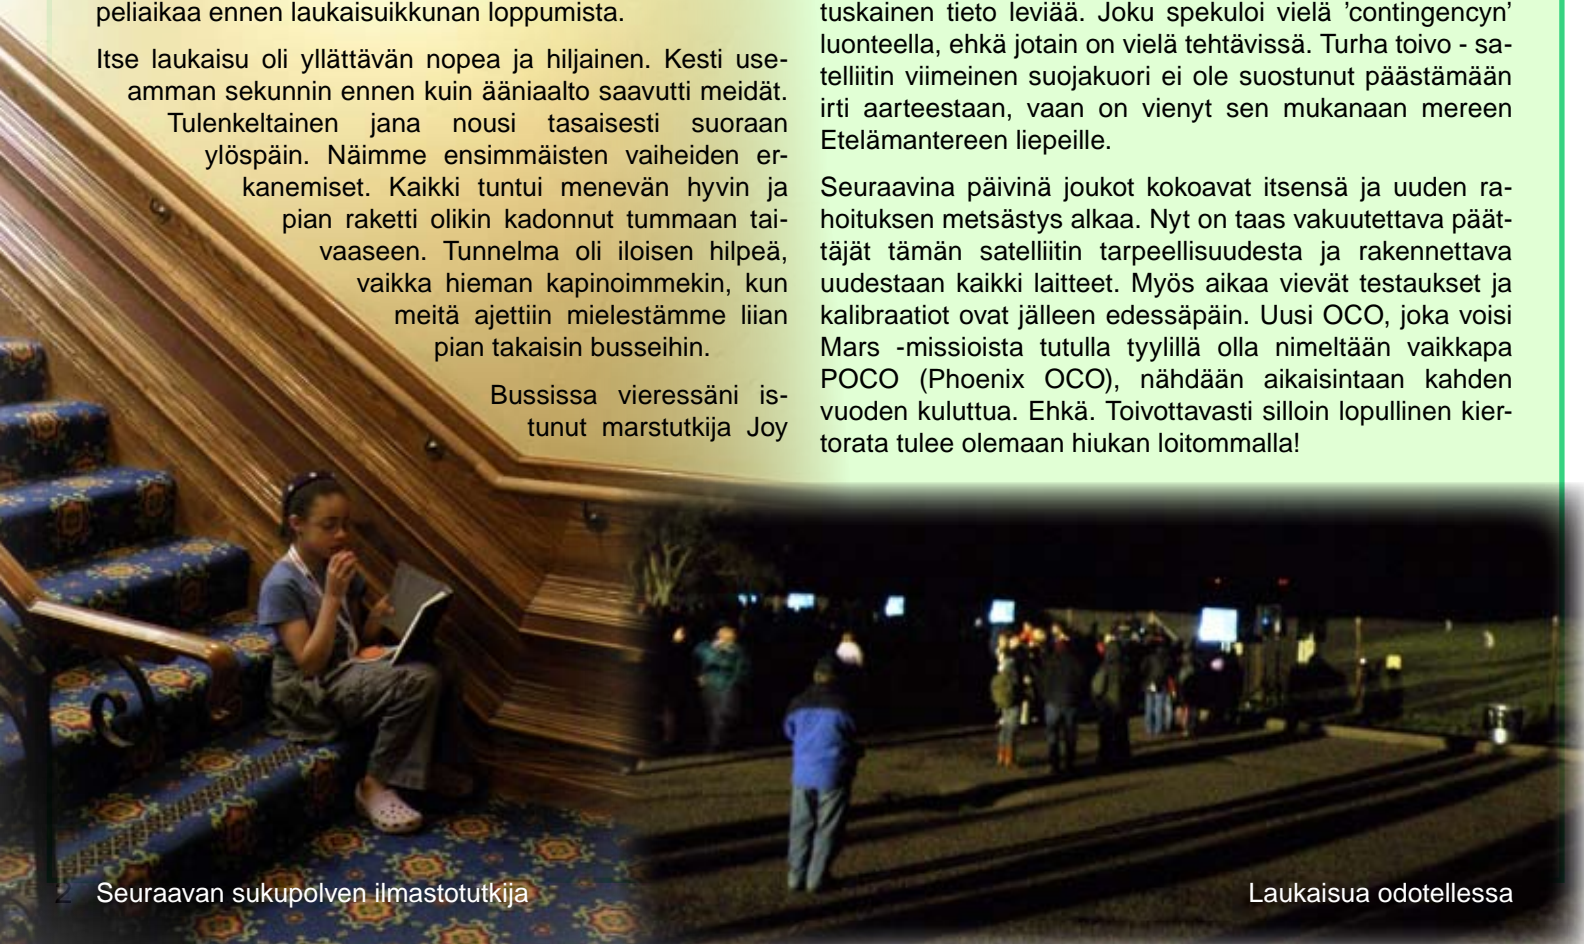 peliaikaa ennen laukaisuikkunan loppumista.
Itse laukaisu oli yllättävän nopea ja hiljainen. Kesti use-
amman sekunnin ennen kuin ääniaalto saavutti meidät.
Tulenkeltainen jana nousi tasaisesti suoraan
ylöspäin. Näimme ensimmäisten vaiheiden er-
kanemiset. Kaikki tuntui menevän hyvin ja
pian raketti olikin kadonnut tummaan tai-
vaaseen. Tunnelma oli iloisen hilpeä,
vaikka hieman kapinoimmekin, kun
meitä ajettiin mielestämme liian
pian takaisin busseihin.
Bussissa vieressäni is-
tunut marstutkija Joy
tuskainen tieto leviää. Joku spekuloi vielä ’contingencyn’
luonteella, ehkä jotain on vielä tehtävissä. Turha toivo - sa-
telliitin viimeinen suojakuori ei ole suostunut päästämään
irti aarteestaan, vaan on vienyt sen mukanaan mereen
Etelämantereen liepeille.
Seuraavina päivinä joukot kokoavat itsensä ja uuden ra-
hoituksen metsästys alkaa. Nyt on taas vakuutettava päät-
täjät tämän satelliitin tarpeellisuudesta ja rakennettava
uudestaan kaikki laitteet. Myös aikaa vievät testaukset ja
kalibraatiot ovat jälleen edessäpäin. Uusi OCO, joka voisi
Mars -missioista tutulla tyylillä olla nimeltään vaikkapa
POCO (Phoenix OCO), nähdään aikaisintaan kahden
vuoden kuluttua. Ehkä. Toivottavasti silloin lopullinen kier-
torata tulee olemaan hiukan loitommalla!
2 Seuraavan sukupolven ilmastotutkija
Laukaisua odotellessa